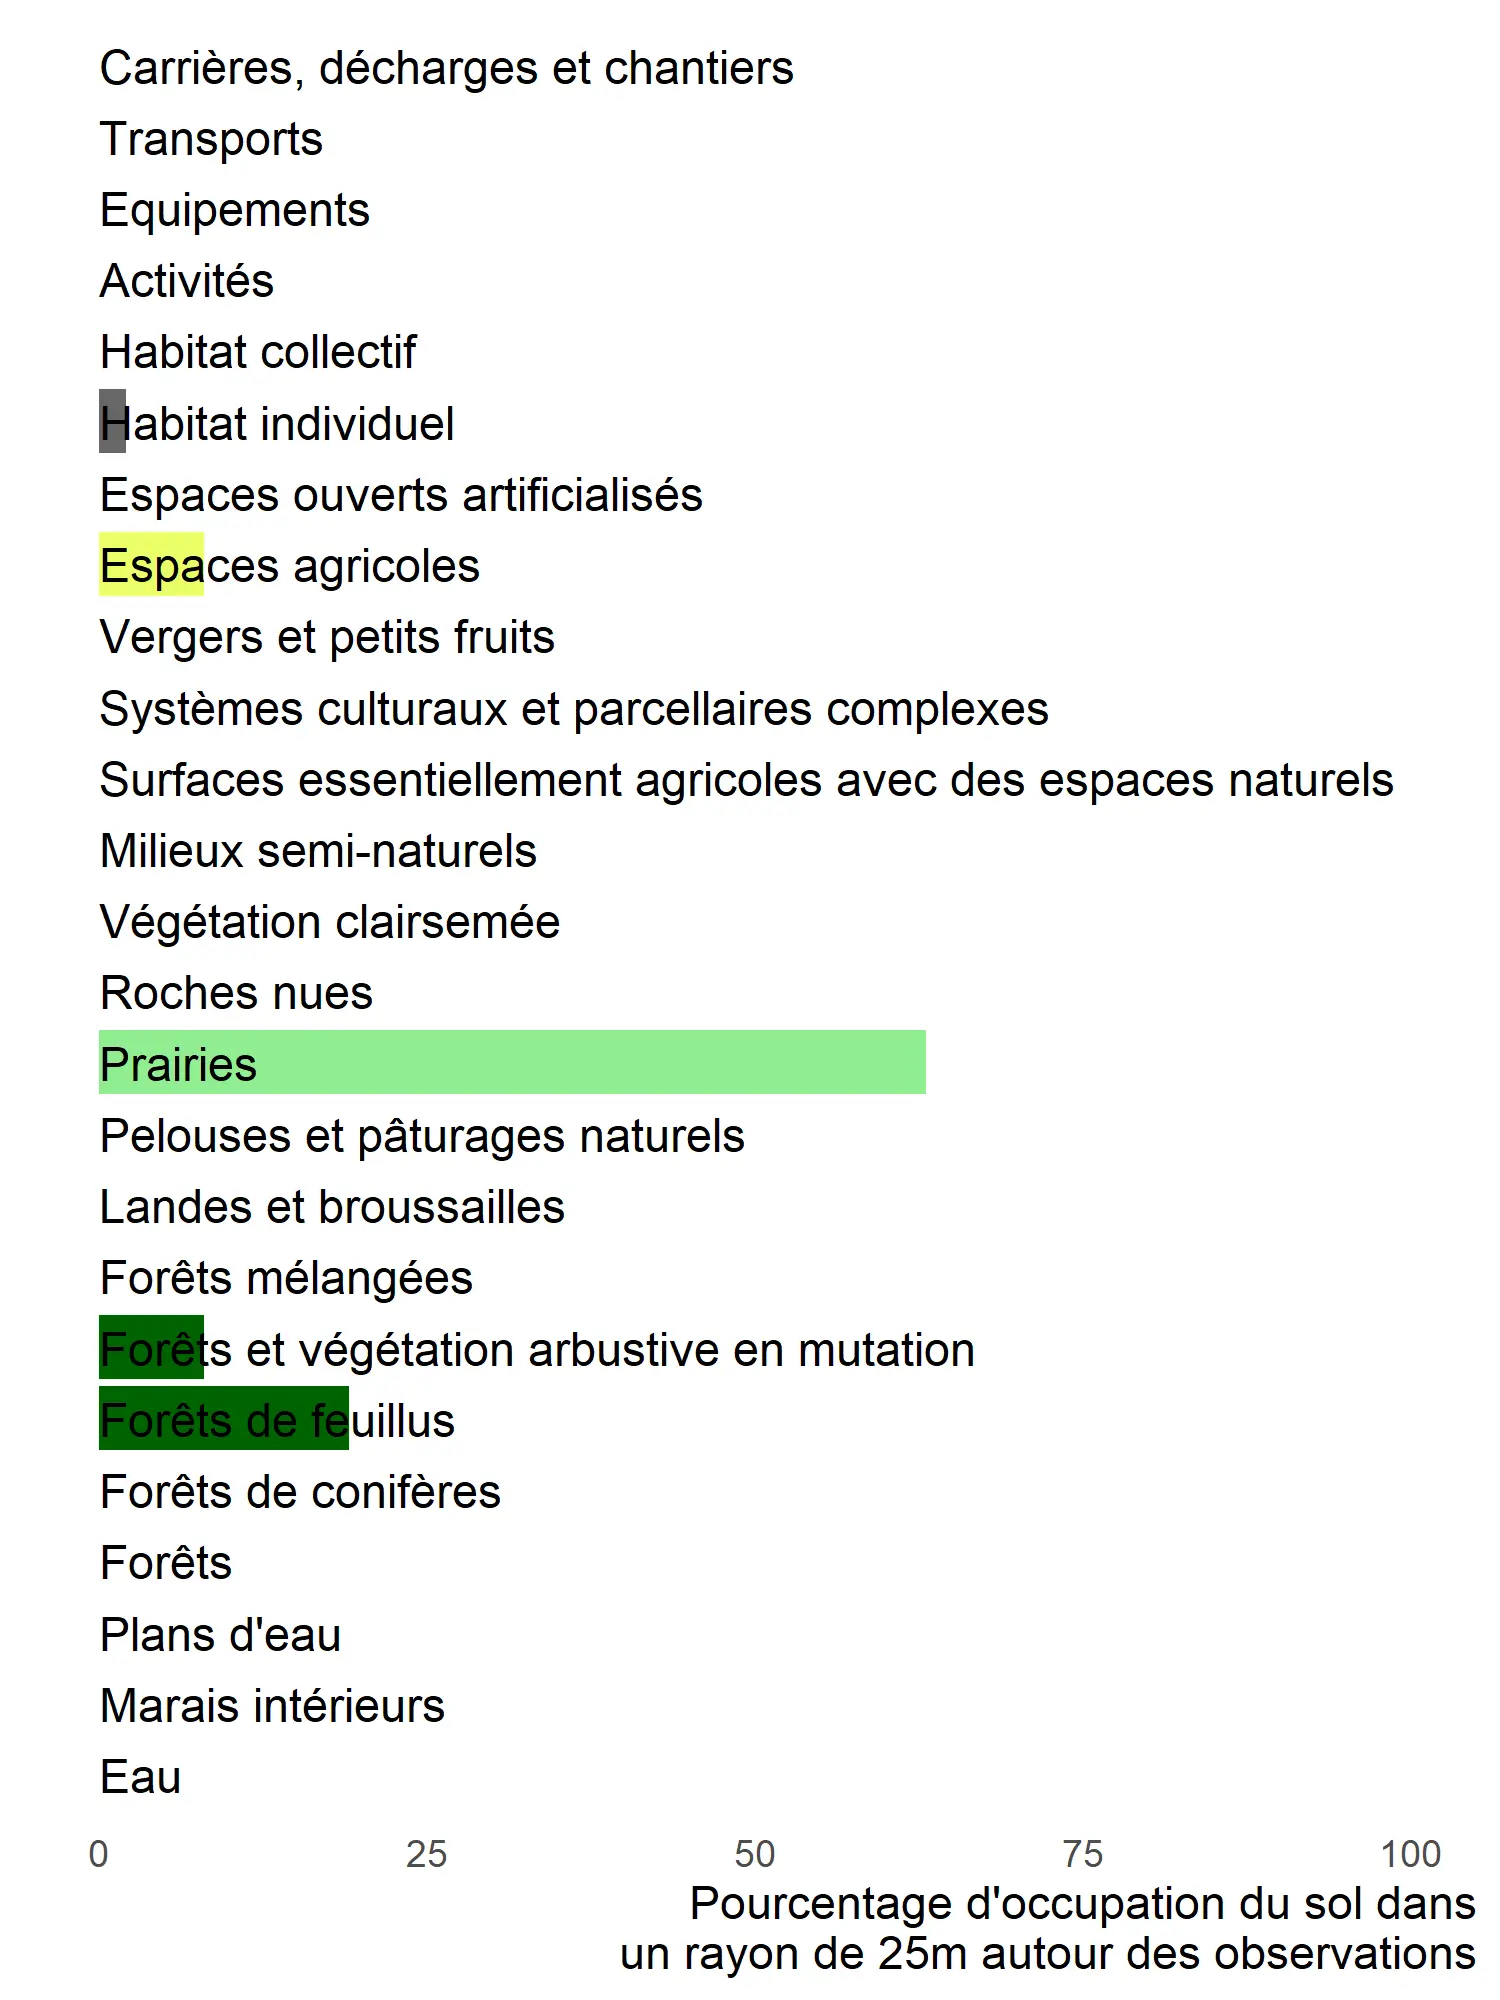 Carrières, décharges et chantiers
Transports
Equipements
Activités
Habitat collectif
Habitat individuel
Espaces ouverts artificialisés
Espaces agricoles
Vergers et petits fruits
Systèmes culturaux et parcellaires complexes
Surfaces essentiellement agricoles avec des espaces naturels
Milieux semi-naturels
Végétation clairsemée
Roches nues
Prairies
Pelouses et pâturages naturels
Landes et broussailles
Forêts mélangées
Forêts et végétation arbustive en mutation
Forêts de feuillus
Forêts de conifères
Forêts
Plans d'eau
Marais intérieurs
Eau
0 25 50 75 100
Pourcentage d'occupation du sol dans
un rayon de 25m autour des observations